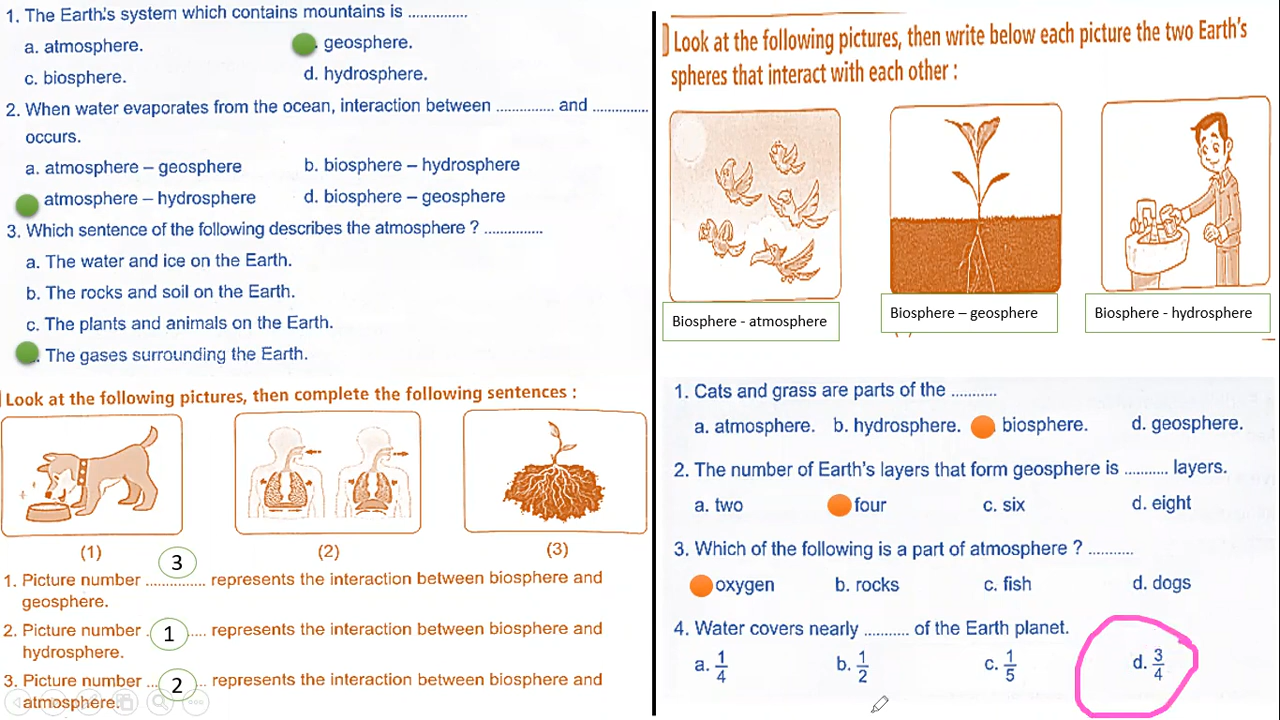 1. The Earth's system which contains mountains is ...............
a. atmosphere. geosphere.
c. biosphere. d. hydrosphere.
2. When water evaporates from the ocean, interaction between .............. and ..............
occurs.
a. atmosphere – geosphere b. biosphere – hydrosphere
atmosphere – hydrosphere d. biosphere – geosphere
3. Which sentence of the following describes the atmosphere ? ..............
a. The water and ice on the Earth.
b. The rocks and soil on the Earth.
c. The plants and animals on the Earth.
. The gases surrounding the Earth.
Look at the following pictures, then complete the following sentences :
(1) (2) (3)
1. Picture number 3 represents the interaction between biosphere and
geosphere.
2. Picture number 1 represents the interaction between biosphere and
hydrosphere.
3. Picture number 2 represents the interaction between biosphere and
atmosphere.
Look at the following pictures, then write below each picture the two Earth's
spheres that interact with each other :
Biosphere - atmosphere
Biosphere – geosphere
Biosphere - hydrosphere
1. Cats and grass are parts of the ...........
a. atmosphere. b. hydrosphere. biosphere. d. geosphere.
2. The number of Earth's layers that form geosphere is .......... layers.
a. two four c. six d. eight
3. Which of the following is a part of atmosphere ? ...........
oxygen b. rocks c. fish d. dogs
4. Water covers nearly .......... of the Earth planet.
a. 1/4 b. 1/2 c. 1/5 d. 3/4